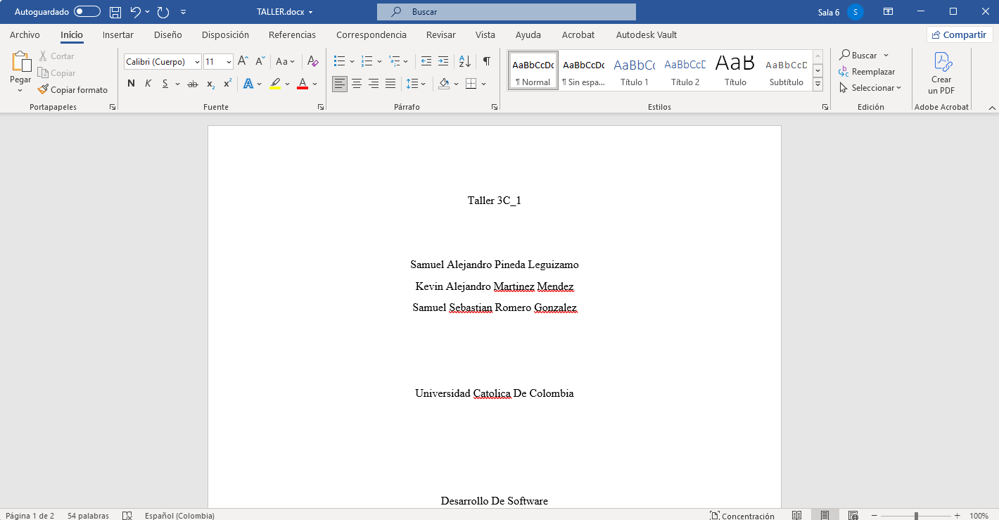 Autoguardado TALLER.docx Buscar Sala 6 S
Archivo Inicio Insertar Diseño Disposición Referencias Correspondencia Revisar Vista Ayuda Acrobat Autodesk Vault Compartir
Pegar
Cortar
Copiar
Copiar formato
Portapapeles
Calibri (Cuerpo) 11 A A Aa A
N K S ab x2 x2 A A
Fuente
Párrafo
AaBbCcDc AaBbCcDc AaBbCc AaBbCcD AaB AaBbCcD
¶ Normal ¶ Sin espa... Título 1 Título 2 Título Subtítulo
Estilos
Buscar
Reemplazar
Seleccionar
Edición
Crear
un PDF
Adobe Acrobat
Taller 3C_1
Samuel Alejandro Pineda Leguizamo
Kevin Alejandro Martinez Mendez
Samuel Sebastian Romero Gonzalez
Universidad Catolica De Colombia
Desarrollo De Software
Página 1 de 2 54 palabras Español (Colombia) Concentración 100%